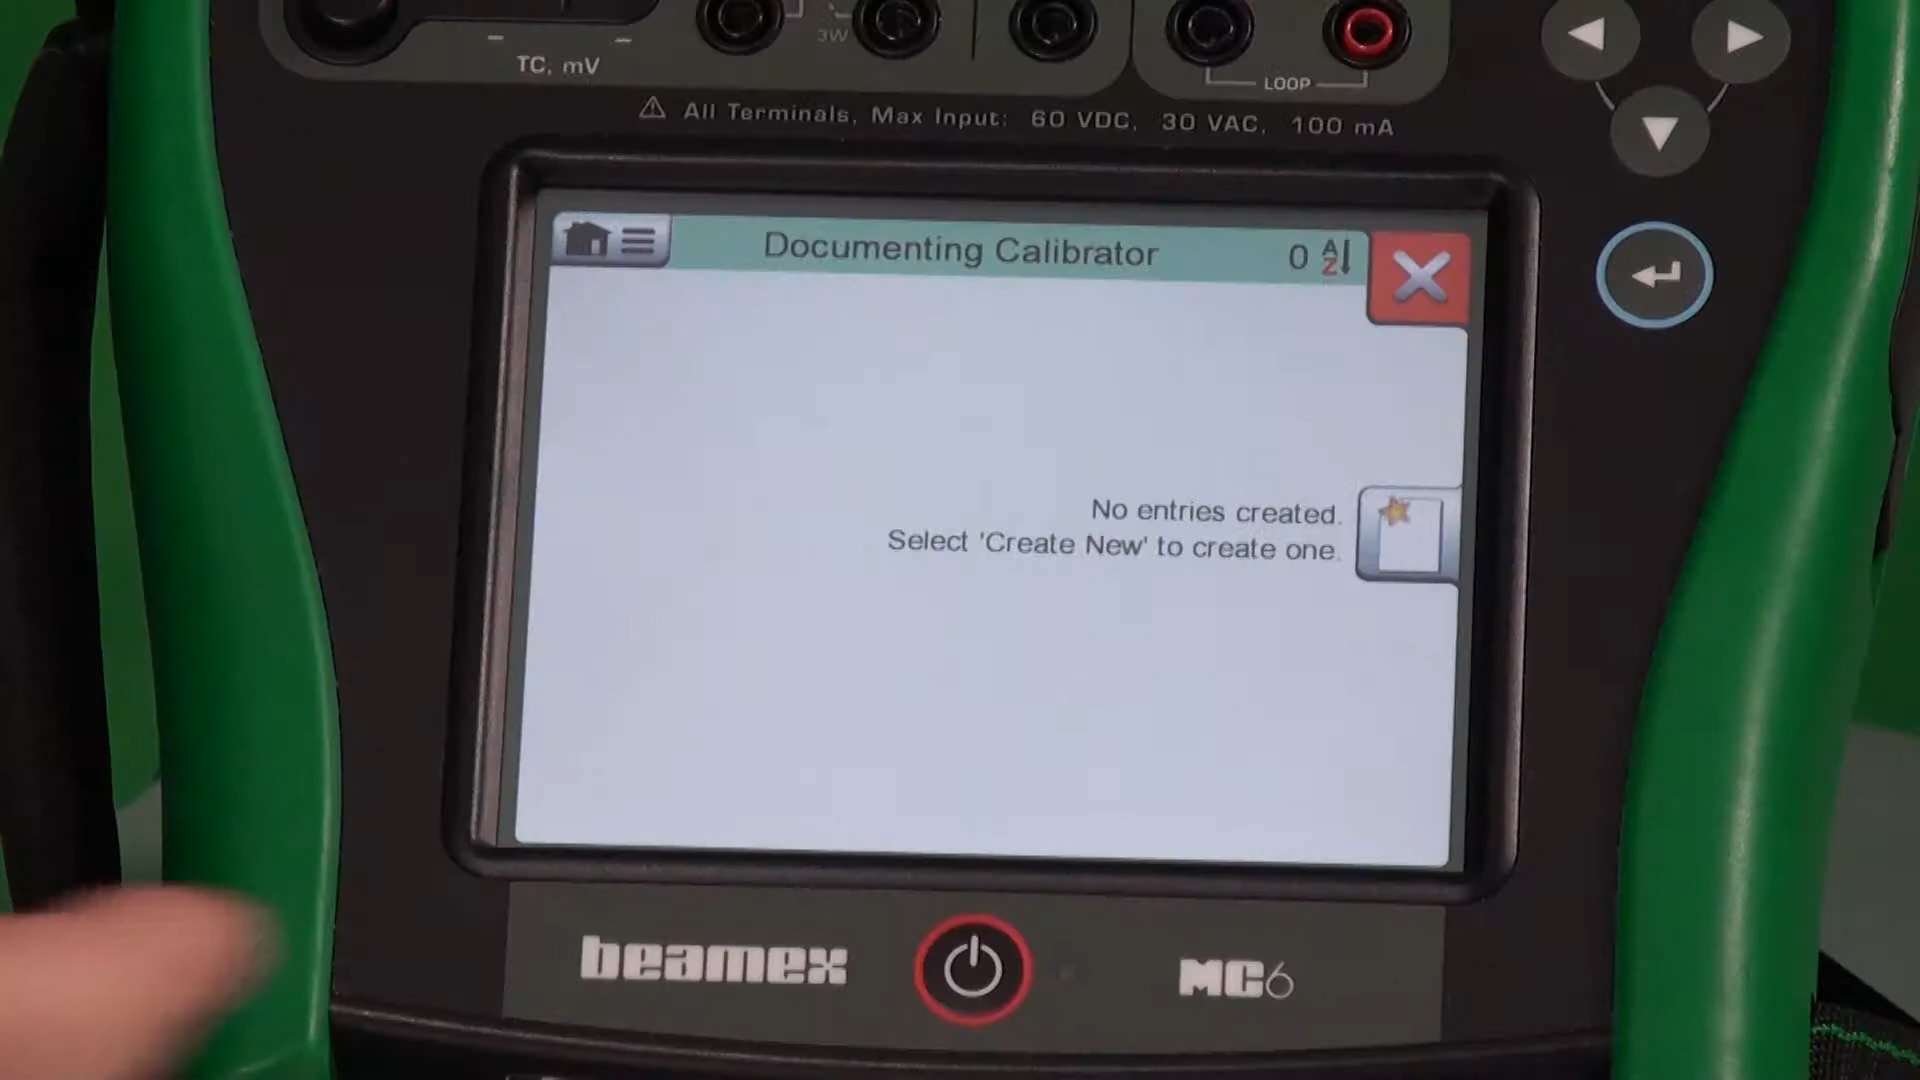 3W
TC, mV
LOOP
All Terminals, Max Input: 60 VDC, 30 VAC, 100 mA
Documenting Calibrator 0 AZ
No entries created.
Select 'Create New' to create one.
beamex MC6